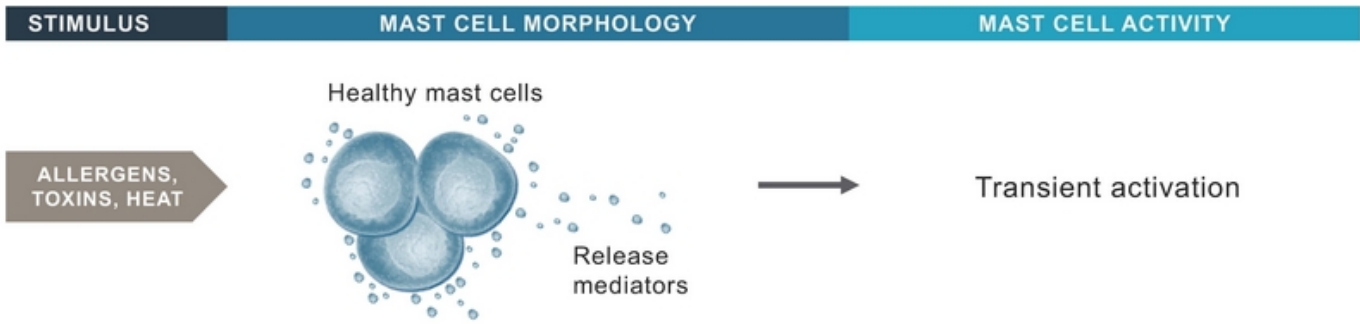 STIMULUS
MAST CELL MORPHOLOGY
MAST CELL ACTIVITY
Healthy mast cells
ALLERGENS,
TOXINS, HEAT
Transient activation
Release
mediators